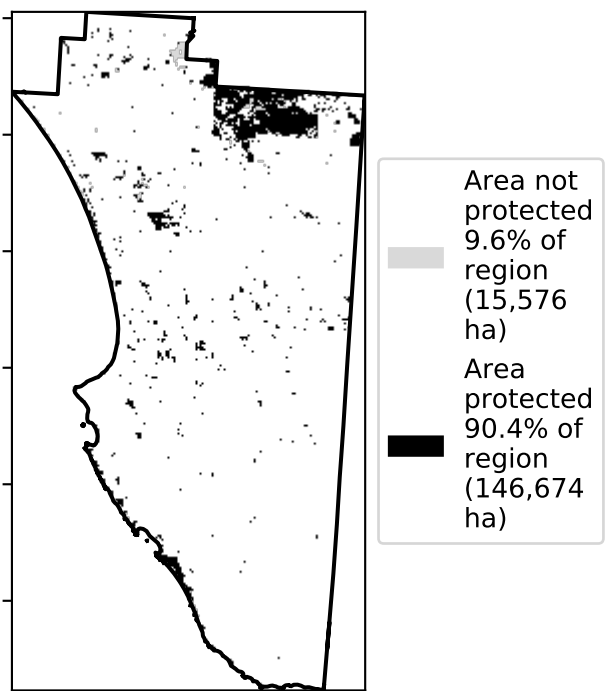 Area not
protected
9.6% of
region
(15,576
ha)
Area
protected
90.4% of
region
(146,674
ha)